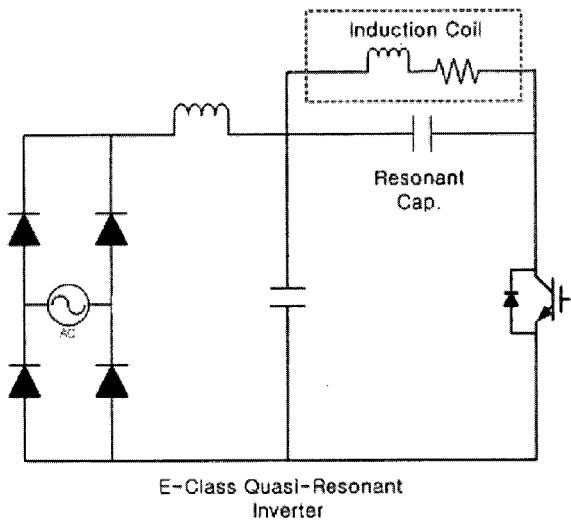 Induction Coil
Resonant
Cap.
AC
E-Class Quasi-Resonant
Inverter